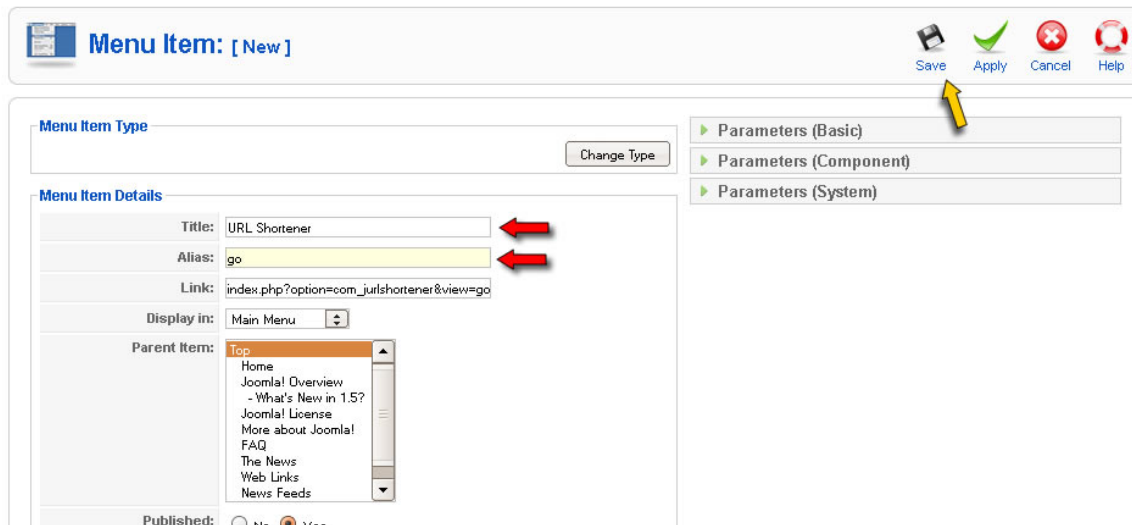 Menu Item: [ New ]
Save Apply Cancel Help
Menu Item Type
Change Type
Parameters (Basic)
Parameters (Component)
Parameters (System)
Menu Item Details
Title: URL Shortener
Alias: go
Link: index.php?option=com_jurlshortener&view=go
Display in: Main Menu
Parent Item: Top
Home
Joomla! Overview
- What's New in 1.5?
Joomla! License
More about Joomla!
FAQ
The News
Web Links
News Feeds
Published: No Yes